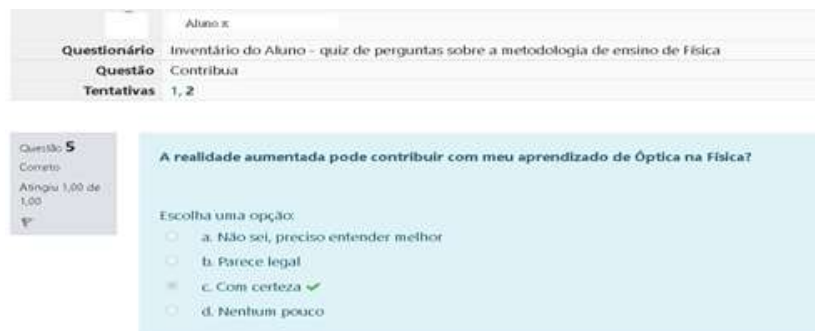 Aluno x
Questionário Inventário do Aluno - quiz de perguntas sobre a metodologia de ensino de Física
Questão Contribua
Tentativas 1, 2
Questão 5
Correto
Atingiu 1,00 de
1,00
A realidade aumentada pode contribuir com meu aprendizado de Óptica na Física?
Escolha uma opção:
a. Não sei, preciso entender melhor
b. Parece legal
c. Com certeza ✔
d. Nenhum pouco